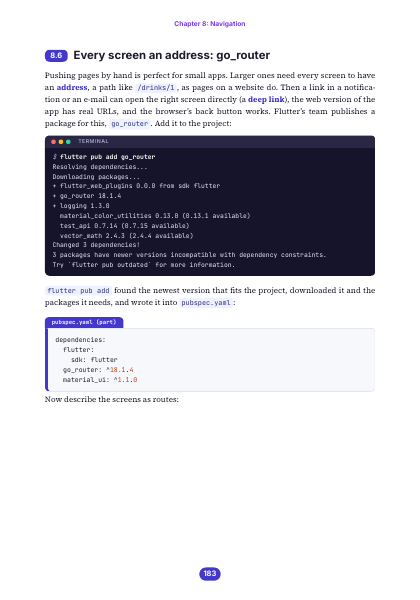 Chapter 8: Navigation
8.6 Every screen an address: go_router
Pushing pages by hand is perfect for small apps. Larger ones need every screen to have
an address, a path like /drinks/1, as pages on a website do. Then a link in a notifica-
tion or an e-mail can open the right screen directly (a deep link), the web version of the
app has real URLs, and the browser's back button works. Flutter's team publishes a
package for this, go_router. Add it to the project:
TERMINAL
$ flutter pub add go_router
Resolving dependencies...
Downloading packages...
+ flutter_web_plugins 0.0.0 from sdk flutter
+ go_router 18.1.4
+ logging 1.3.0
material_color_utilities 0.13.0 (0.13.1 available)
test_api 0.7.14 (0.7.15 available)
vector_math 2.4.3 (2.4.4 available)
Changed 3 dependencies!
3 packages have newer versions incompatible with dependency constraints.
Try `flutter pub outdated` for more information.
flutter pub add found the newest version that fits the project, downloaded it and the
packages it needs, and wrote it into pubspec.yaml:
pubspec.yaml (part)
dependencies:
flutter:
sdk: flutter
go_router: ^18.1.4
material_ui: ^1.1.0
Now describe the screens as routes:
183